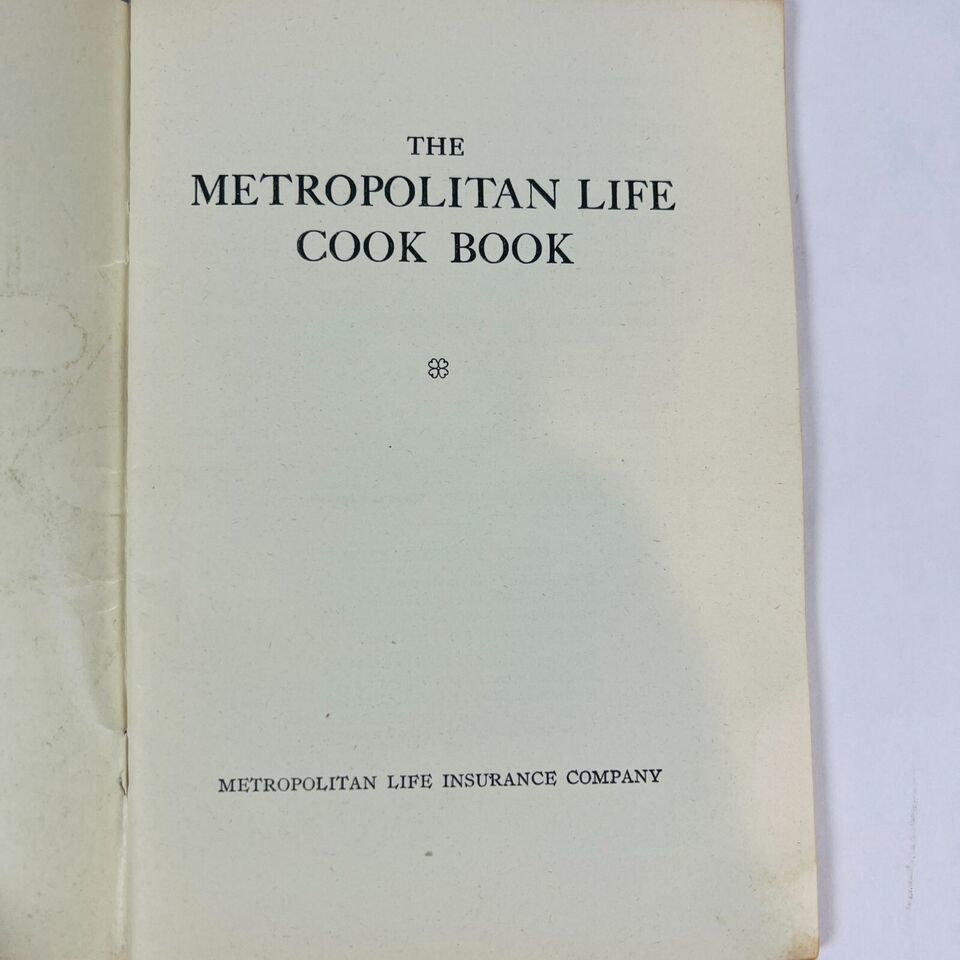 THE
METROPOLITAN LIFE
COOK BOOK
METROPOLITAN LIFE INSURANCE COMPANY